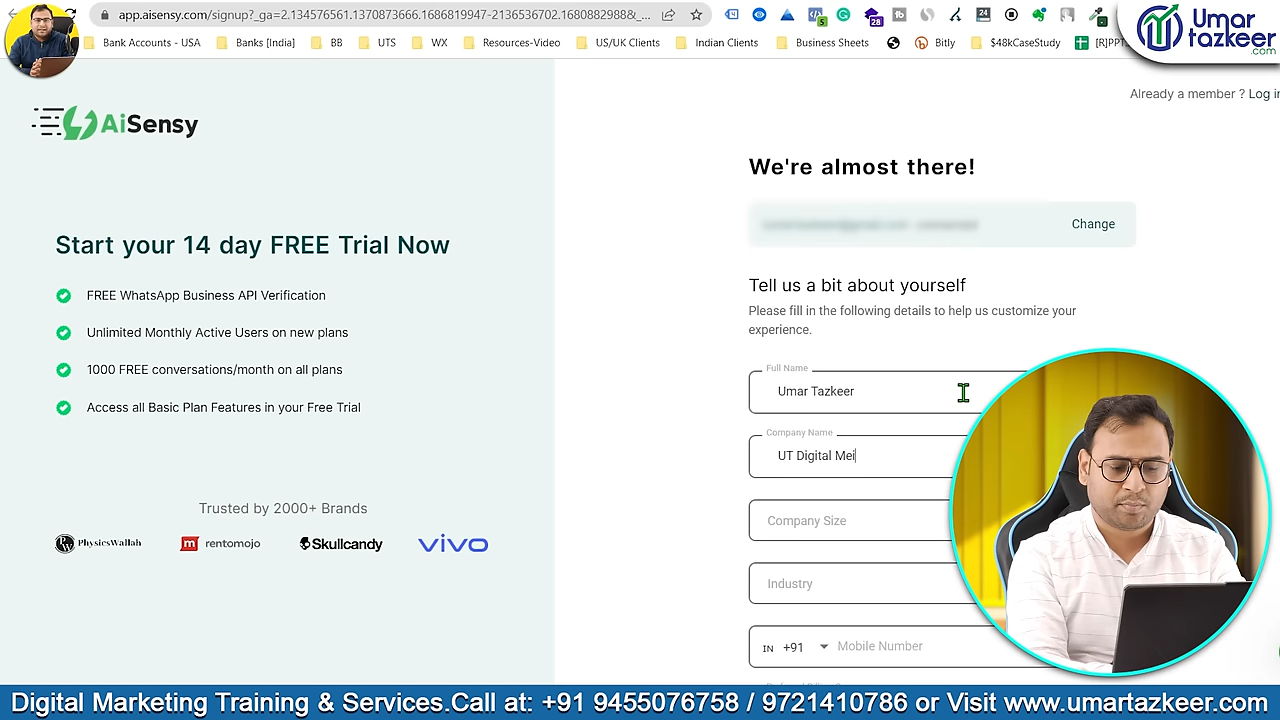 app.aisensy.com/signup?_ga=2.134576561.1370873666.1680882988-2136536702.1680882988&_...
Bank Accounts - USA
Banks [India]
BB
UTS
WX
Resources-Video
US/UK Clients
Indian Clients
Business Sheets
Bitly
$48kCaseStudy
Umar
tazkeer
.com
Already a member ? Log in
AiSensy
We're almost there!
Change
Start your 14 day FREE Trial Now
FREE WhatsApp Business API Verification
Unlimited Monthly Active Users on new plans
1000 FREE conversations/month on all plans
Access all Basic Plan Features in your Free Trial
Tell us a bit about yourself
Please fill in the following details to help us customize your
experience.
Full Name
Umar Tazkeer
Company Name
UT Digital Mei
Company Size
Industry
IN +91 Mobile Number
Trusted by 2000+ Brands
PhysicsWallah
rentomojo
Skullcandy
vivo
Digital Marketing Training & Services.Call at: +91 9455076758 / 9721410786 or Visit www.umartazkeer.com